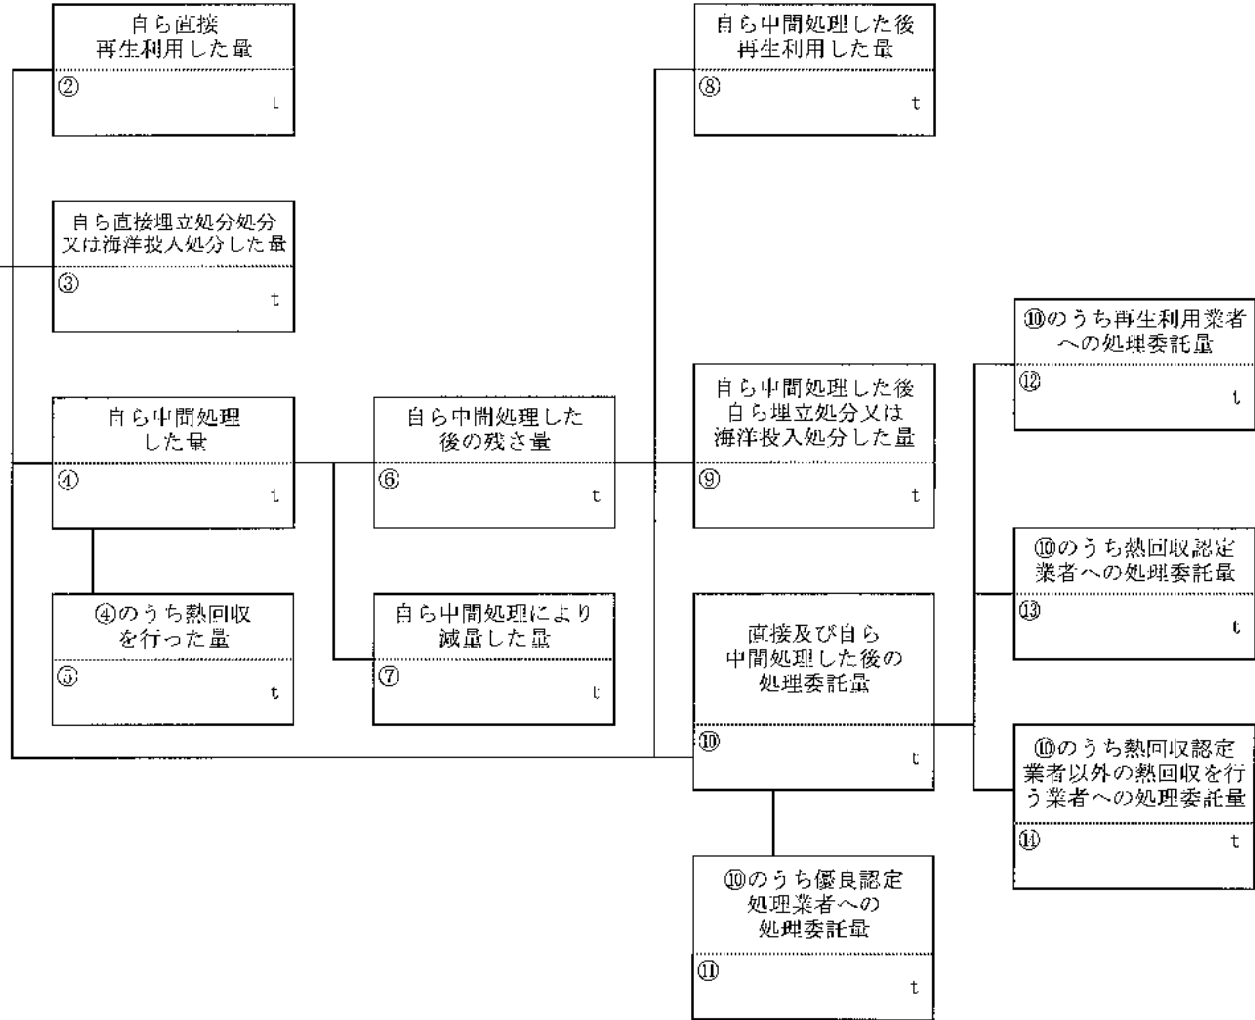 自ら直接
再生利用した量
②
t
自ら中間処理した後
再生利用した量
⑧
t
自ら直接埋立処分処分
又は海洋投入処分した量
③
t
⑩のうち再生利用業者
への処理委託量
⑫
t
自ら中間処理
した量
④
t
自ら中間処理した
後の残さ量
⑥
t
自ら中間処理した後
自ら埋立処分又は
海洋投入処分した量
⑨
t
⑩のうち熱回収認定
業者への処理委託量
⑬
t
④のうち熱回収
を行った量
⑤
t
自ら中間処理により
減量した量
⑦
t
直接及び自ら
中間処理した後の
処理委託量
⑩
t
⑩のうち熱回収認定
業者以外の熱回収を行
う業者への処理委託量
⑭
t
⑩のうち優良認定
処理業者への
処理委託量
⑪
t